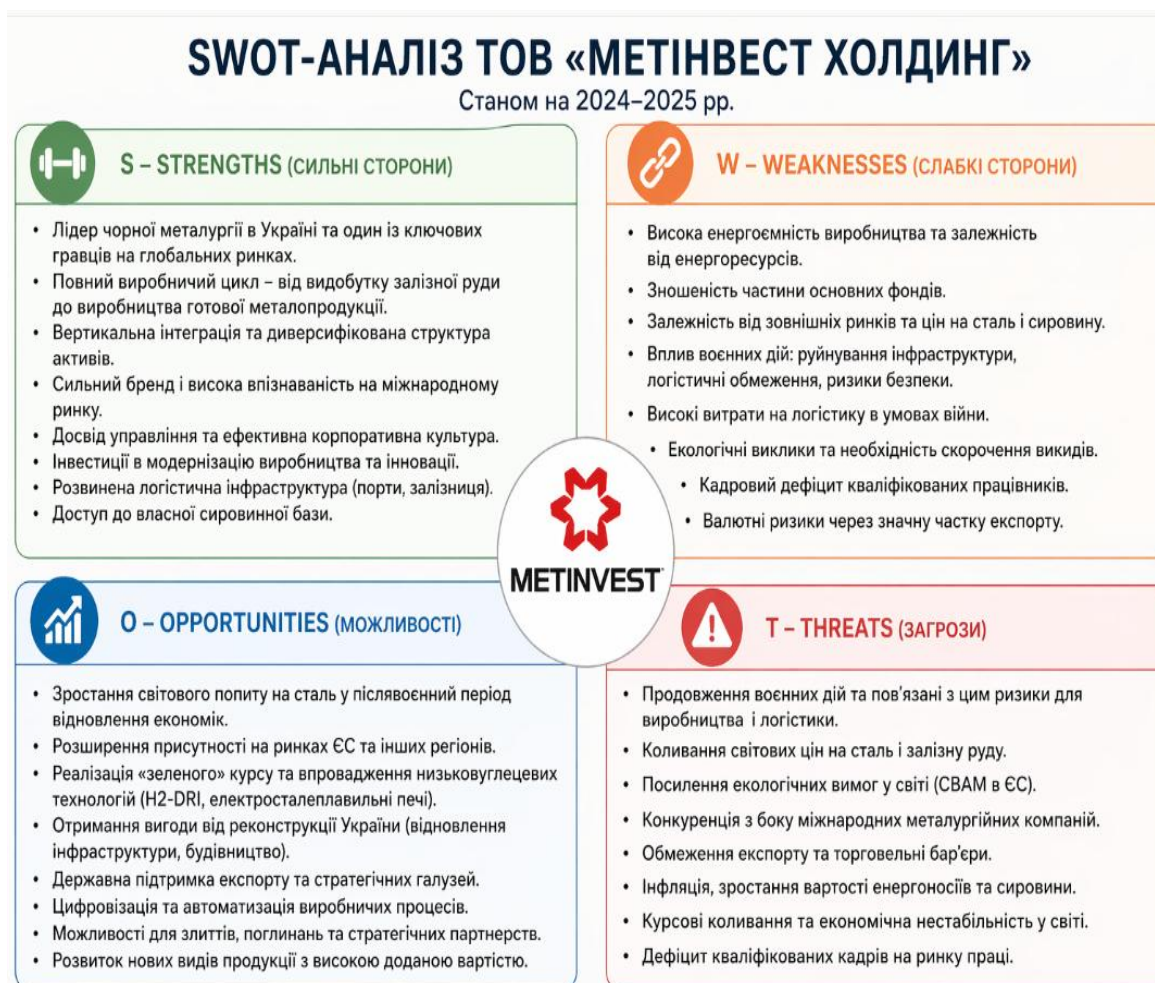 SWOT-АНАЛІЗ ТОВ «МЕТІНВЕСТ ХОЛДИНГ»
Станом на 2024–2025 рр.
S – STRENGTHS (СИЛЬНІ СТОРОНИ)
• Лідер чорної металургії в Україні та один із ключових
гравців на глобальних ринках.
• Повний виробничий цикл – від видобутку залізної руди
до виробництва готової металопродукції.
• Вертикальна інтеграція та диверсифікована структура
активів.
• Сильний бренд і висока впізнаваність на міжнародному
ринку.
• Досвід управління та ефективна корпоративна культура.
• Інвестиції в модернізацію виробництва та інновації.
• Розвинена логістична інфраструктура (порти, залізниця).
• Доступ до власної сировинної бази.
W – WEAKNESSES (СЛАБКІ СТОРОНИ)
• Висока енергоємність виробництва та залежність
від енергоресурсів.
• Зношеність частини основних фондів.
• Залежність від зовнішніх ринків та цін на сталь і сировину.
• Вплив воєнних дій: руйнування інфраструктури,
логістичні обмеження, ризики безпеки.
• Високі витрати на логістику в умовах війни.
• Екологічні виклики та необхідність скорочення викидів.
• Кадровий дефіцит кваліфікованих працівників.
• Валютні ризики через значну частку експорту.
METINVEST
O – OPPORTUNITIES (МОЖЛИВОСТІ)
• Зростання світового попиту на сталь у післявоєнний період
відновлення економік.
• Розширення присутності на ринках ЄС та інших регіонів.
• Реалізація «зеленого» курсу та впровадження низьковуглецевих
технологій (H2-DRI, електросталеплавильні печі).
• Отримання вигоди від реконструкції України (відновлення
інфраструктури, будівництво).
• Державна підтримка експорту та стратегічних галузей.
• Цифровізація та автоматизація виробничих процесів.
• Можливості для злиттів, поглинань та стратегічних партнерств.
• Розвиток нових видів продукції з високою доданою вартістю.
T – THREATS (ЗАГРОЗИ)
• Продовження воєнних дій та пов’язані з цим ризики для
виробництва і логістики.
• Коливання світових цін на сталь і залізну руду.
• Посилення екологічних вимог у світі (CBAM в ЄС).
• Конкуренція з боку міжнародних металургійних компаній.
• Обмеження експорту та торговельні бар’єри.
• Інфляція, зростання вартості енергоносіїв та сировини.
• Курсові коливання та економічна нестабільність у світі.
• Дефіцит кваліфікованих кадрів на ринку праці.